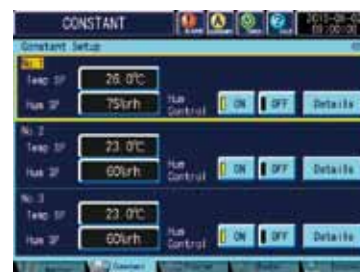 CONSTANT
Constant Setup
No.1
Temp SP 26.0℃
Hum SP 75%rh Hum Control ON OFF Details
No.2
Temp SP 23.0℃
Hum SP 60%rh Hum Control ON OFF Details
No.3
Temp SP 23.0℃
Hum SP 60%rh Hum Control ON OFF Details
Constant